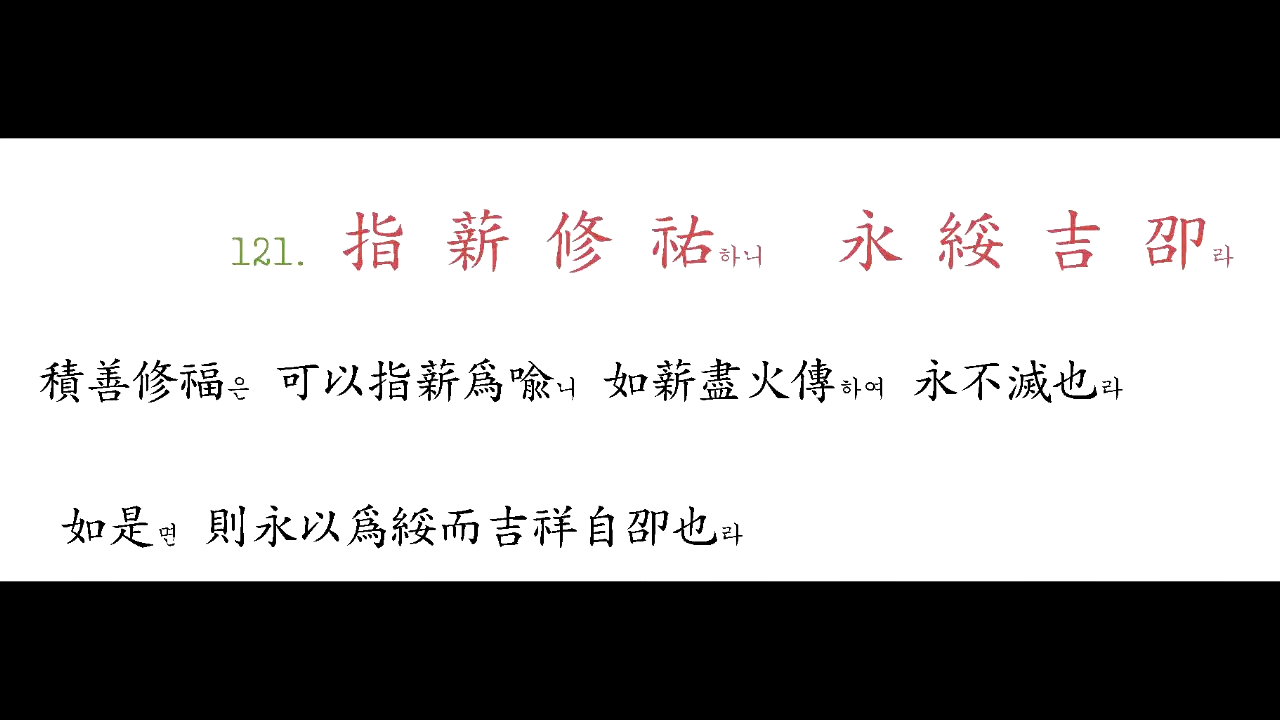 121. 指薪修祐하니 永綏吉卲라
積善修福은 可以指薪爲喩니 如薪盡火傳하여 永不滅也라
如是면 則永以爲綏而吉祥自卲也라